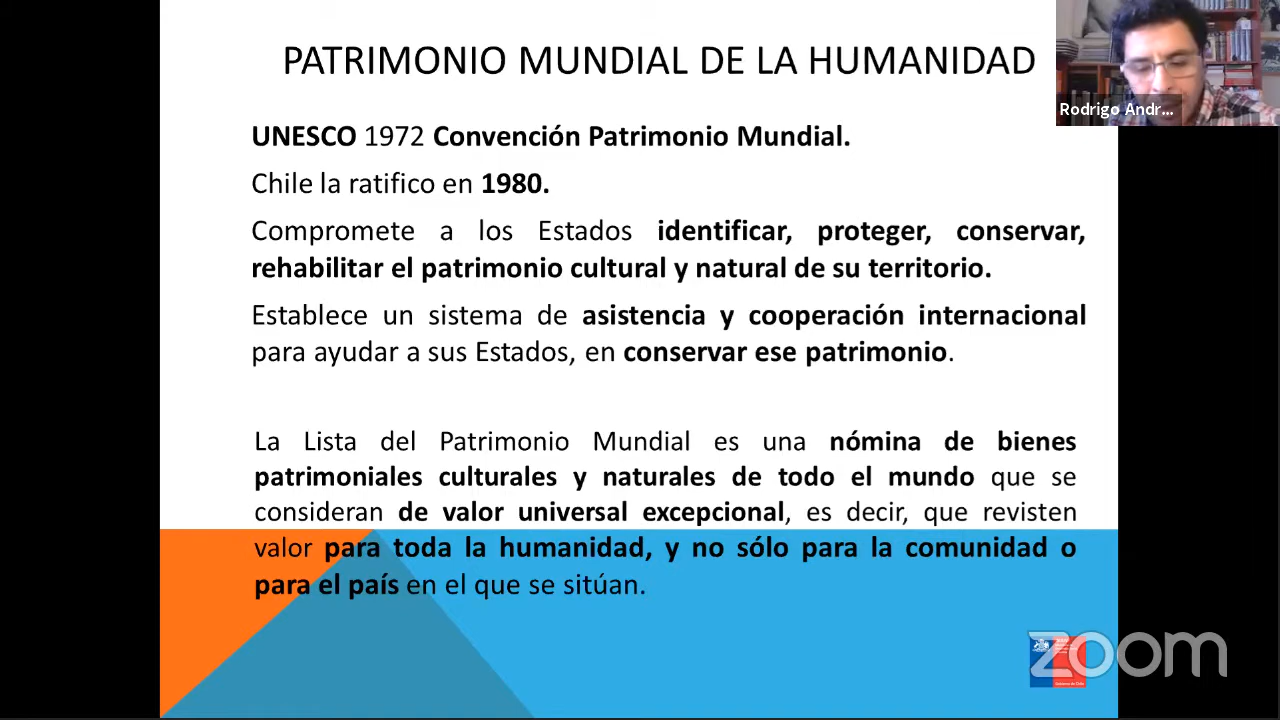 PATRIMONIO MUNDIAL DE LA HUMANIDAD
Rodrigo Andr...
UNESCO 1972 Convención Patrimonio Mundial.
Chile la ratifico en 1980.
Compromete a los Estados identificar, proteger, conservar,
rehabilitar el patrimonio cultural y natural de su territorio.
Establece un sistema de asistencia y cooperación internacional
para ayudar a sus Estados, en conservar ese patrimonio.
La Lista del Patrimonio Mundial es una nómina de bienes
patrimoniales culturales y naturales de todo el mundo que se
consideran de valor universal excepcional, es decir, que revisten
valor para toda la humanidad, y no sólo para la comunidad o
para el país en el que se sitúan.
zoom
Gobierno de Chile